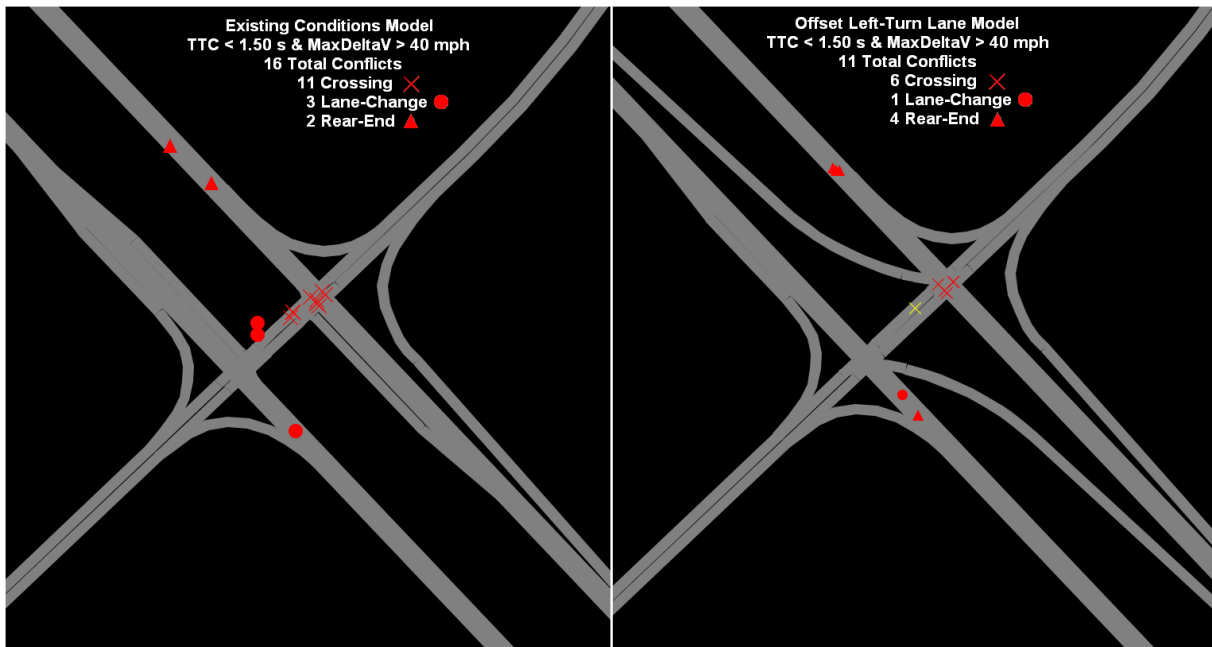 Existing Conditions Model
TTC < 1.50 s & MaxDeltaV > 40 mph
16 Total Conflicts
11 Crossing
3 Lane-Change
2 Rear-End
Offset Left-Turn Lane Model
TTC < 1.50 s & MaxDeltaV > 40 mph
11 Total Conflicts
6 Crossing
1 Lane-Change
4 Rear-End